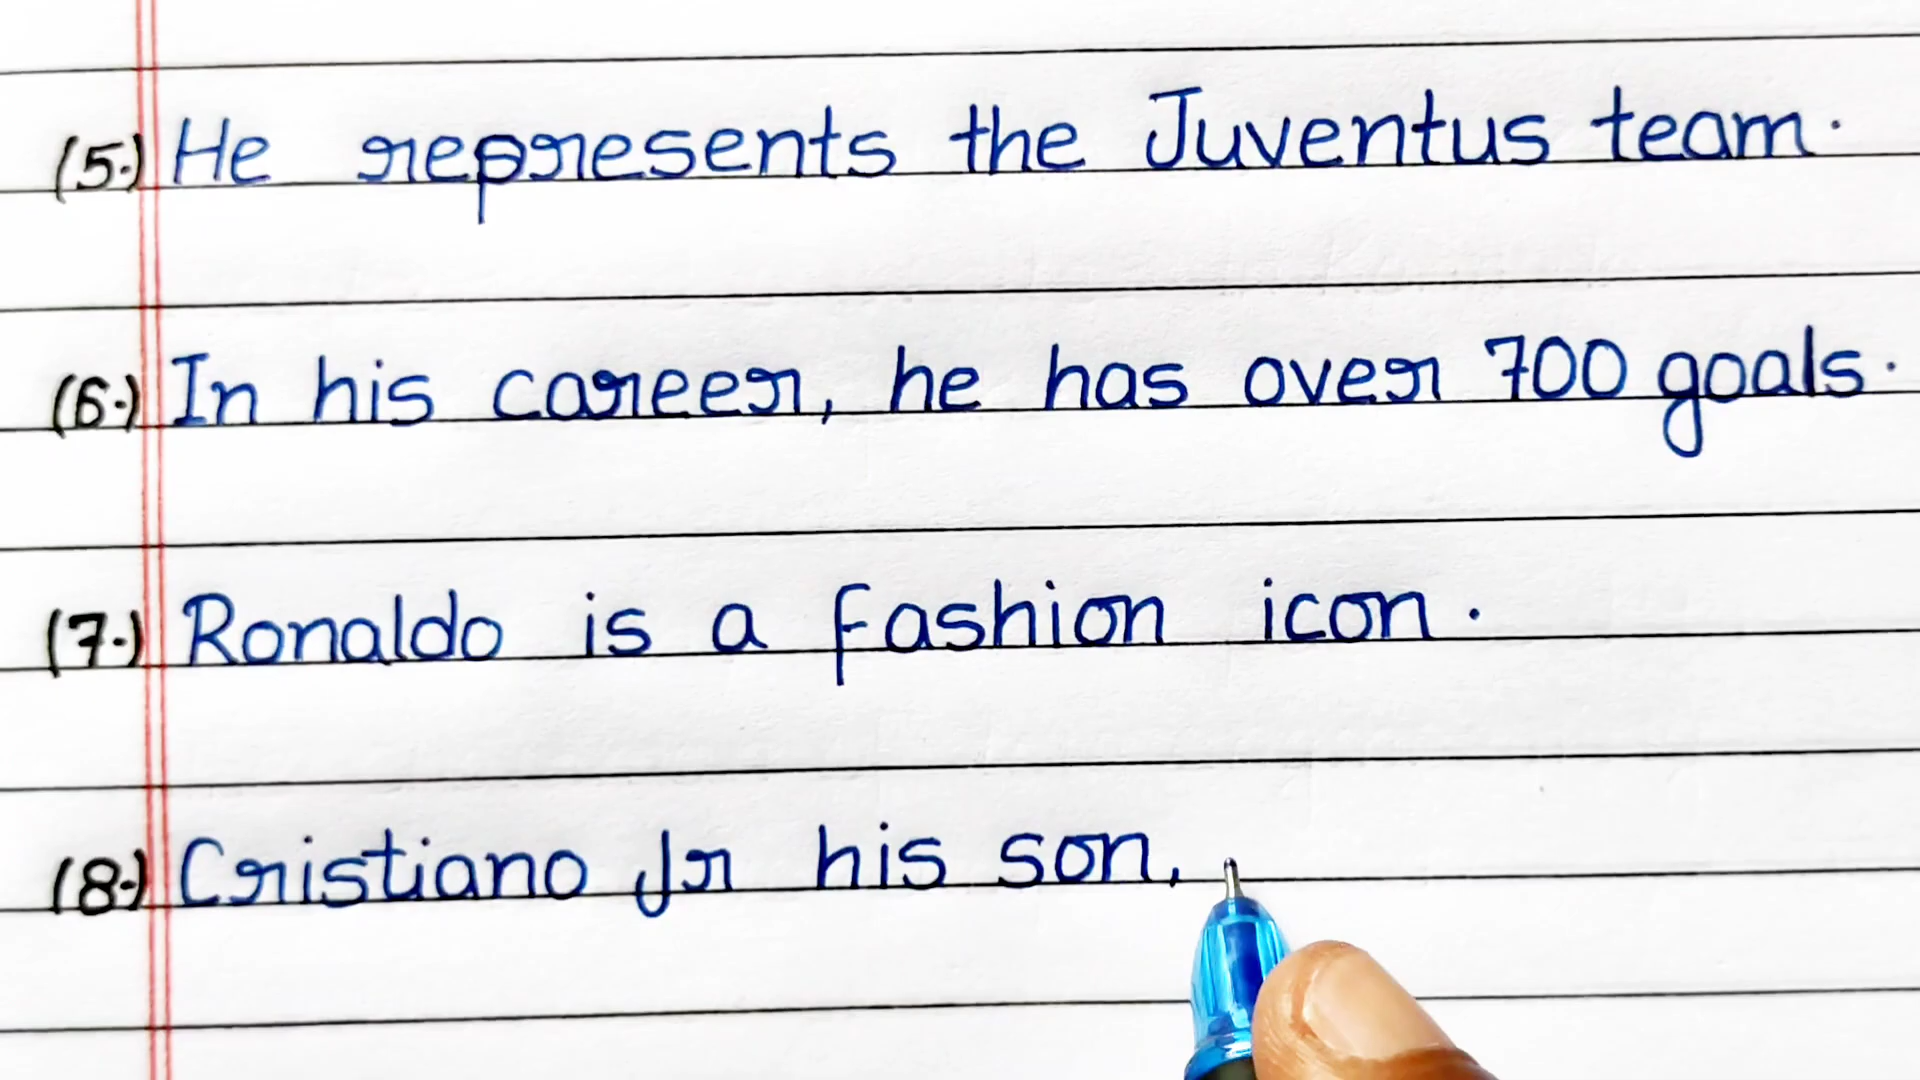 (5.) He represents the Juventus team.
(6.) In his career, he has over 700 goals.
(7.) Ronaldo is a fashion icon.
(8.) Cristiano Jr his son,